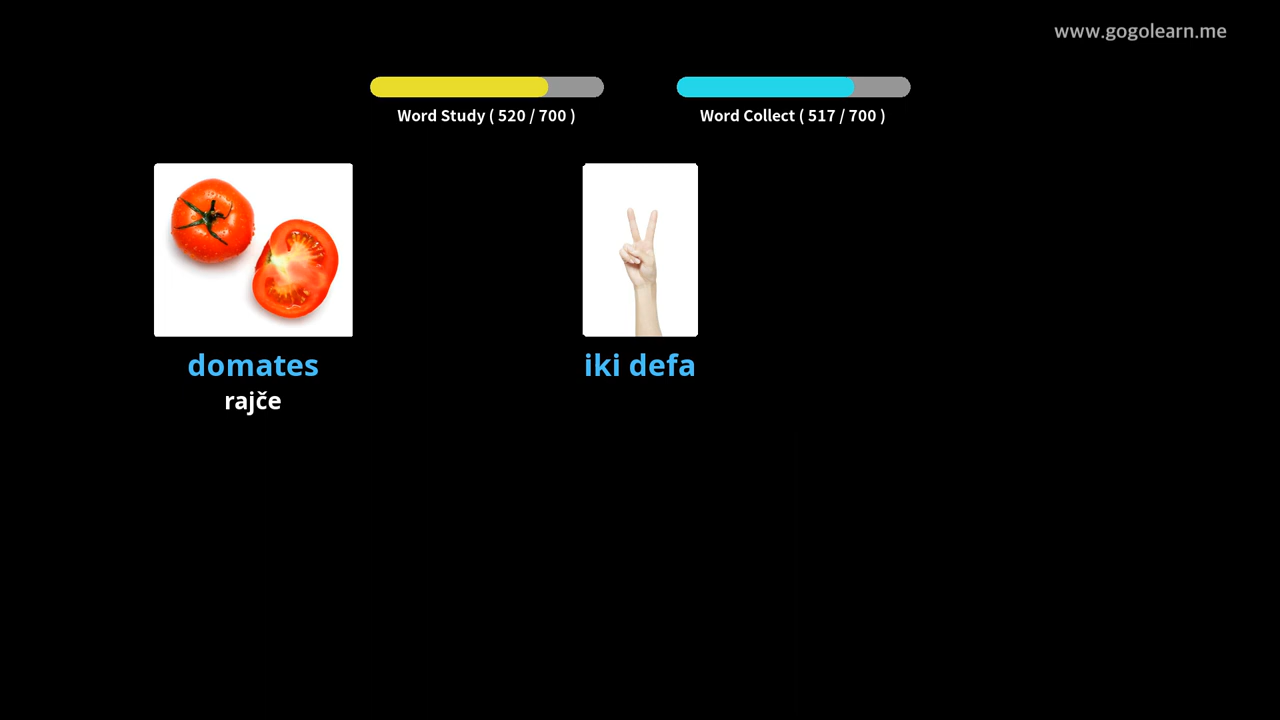 www.gogolearn.me
Word Study ( 520 / 700 )
Word Collect ( 517 / 700 )
domates
rajče
iki defa